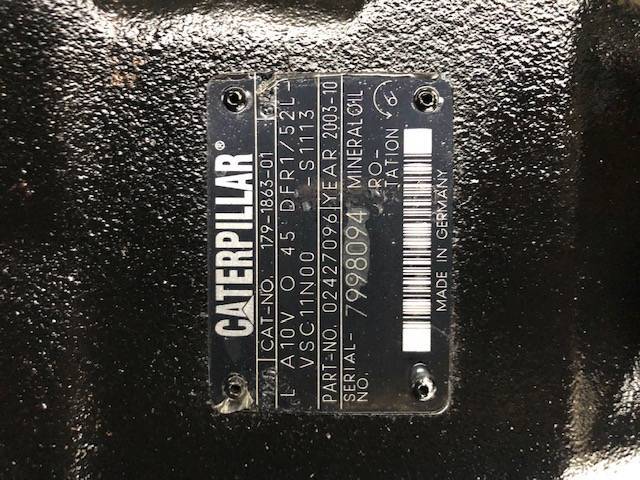 CATERPILLAR®
CAT-NO. 179-1863-01
L A10V O 45 DFR1/52L-
VSC11N00 -S1113
PART-NO. 02427096 YEAR 2003-10
SERIAL-NO. 7998094 MINERALOIL
RO-
TATION
MADE IN GERMANY